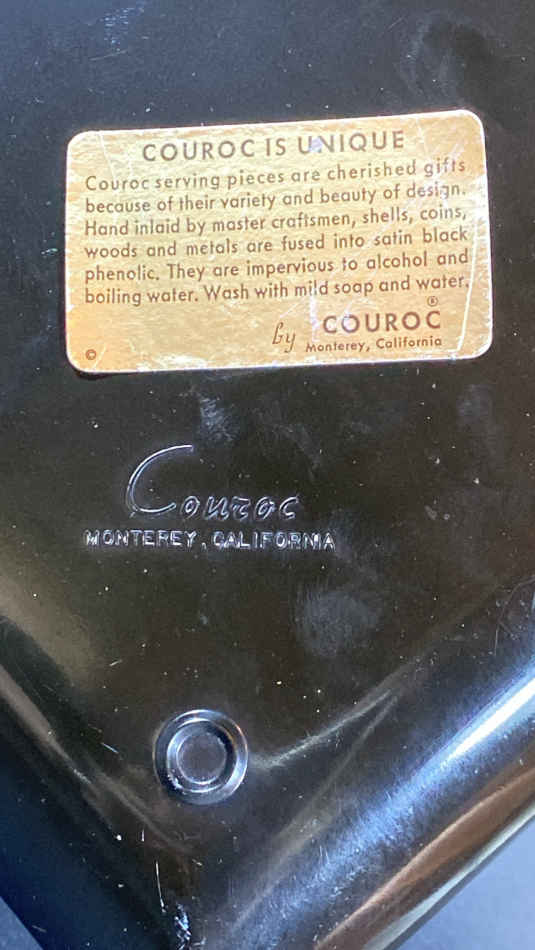 COUROC IS UNIQUE
Couroc serving pieces are cherished gifts
because of their variety and beauty of design.
Hand inlaid by master craftsmen, shells, coins,
woods and metals are fused into satin black
phenolic. They are impervious to alcohol and
boiling water. Wash with mild soap and water.
by COUROC®
Monterey, California
©
Couroc
MONTEREY, CALIFORNIA